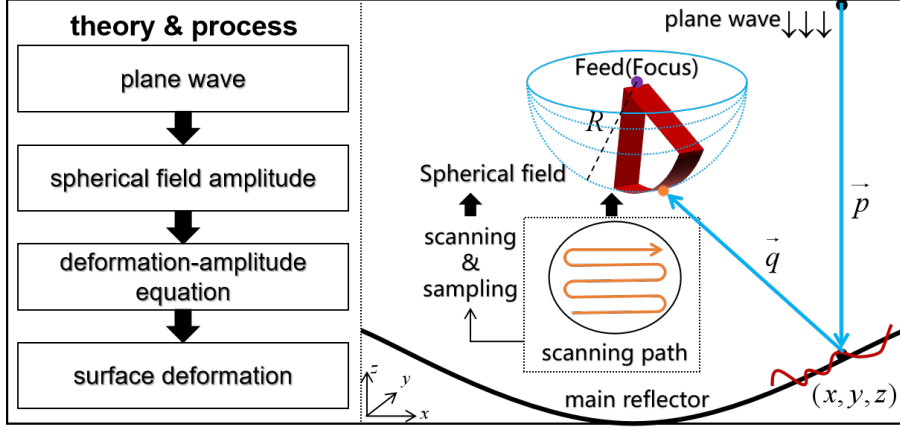 theory & process
plane wave
spherical field amplitude
deformation-amplitude
equation
surface deformation
plane wave
Feed(Focus)
R
Spherical field
scanning
&
sampling
scanning path
p
q
main reflector
(x, y, z)
z
y
x